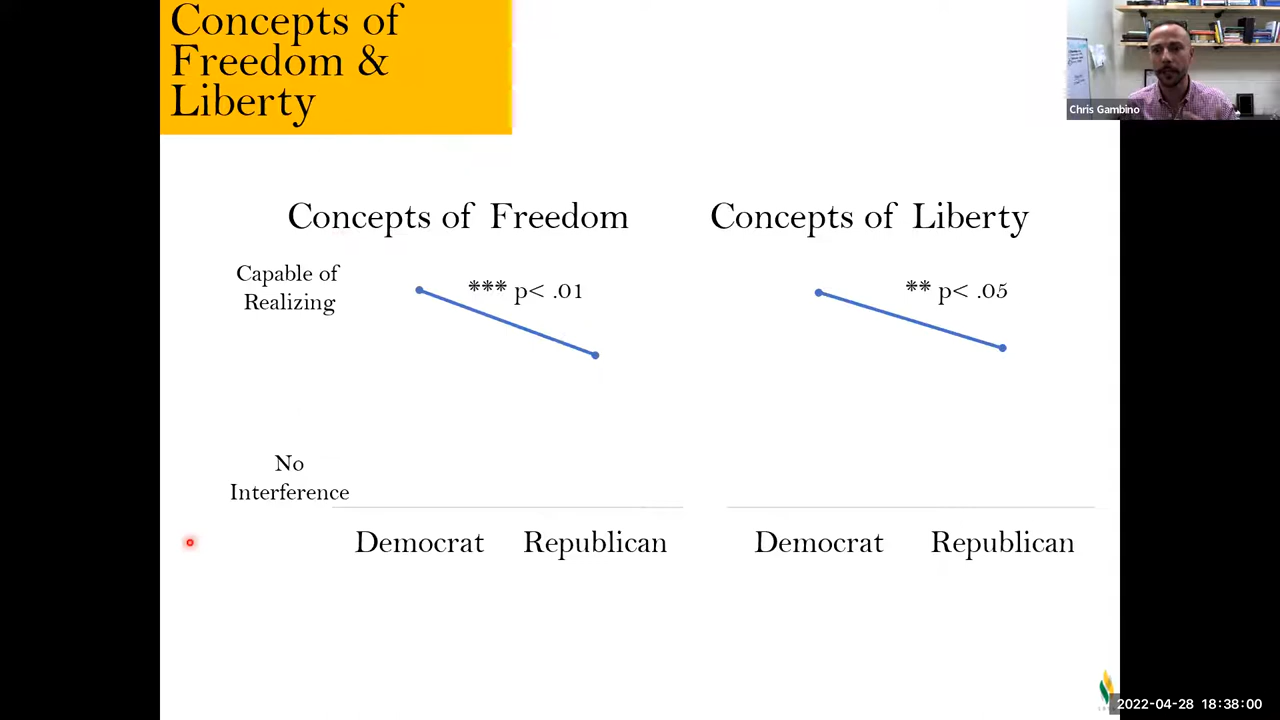 Concepts of
Freedom &
Liberty
Chris Gambino
Concepts of Freedom
Concepts of Liberty
Capable of
Realizing
*** p< .01
** p< .05
No
Interference
Democrat
Republican
Democrat
Republican
2022-04-28 18:38:00